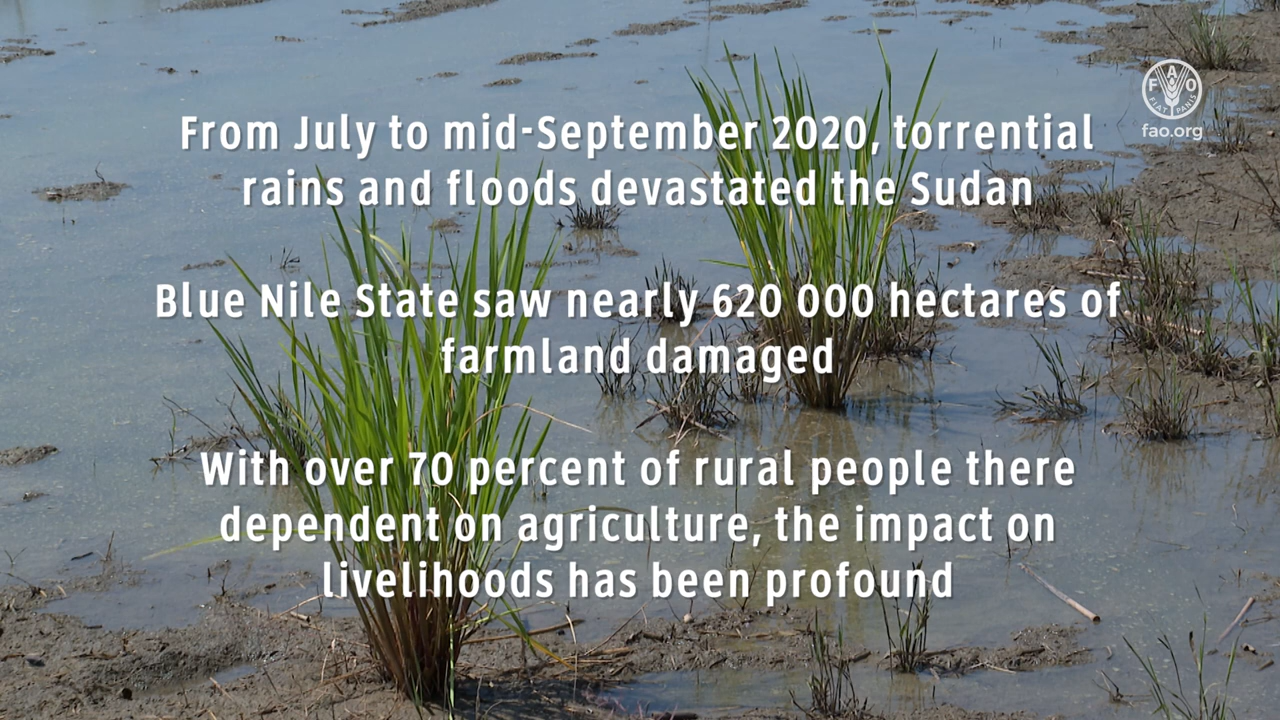 F A O
FIAT PANIS
fao.org
From July to mid-September 2020, torrential
rains and floods devastated the Sudan
Blue Nile State saw nearly 620 000 hectares of
farmland damaged
With over 70 percent of rural people there
dependent on agriculture, the impact on
livelihoods has been profound